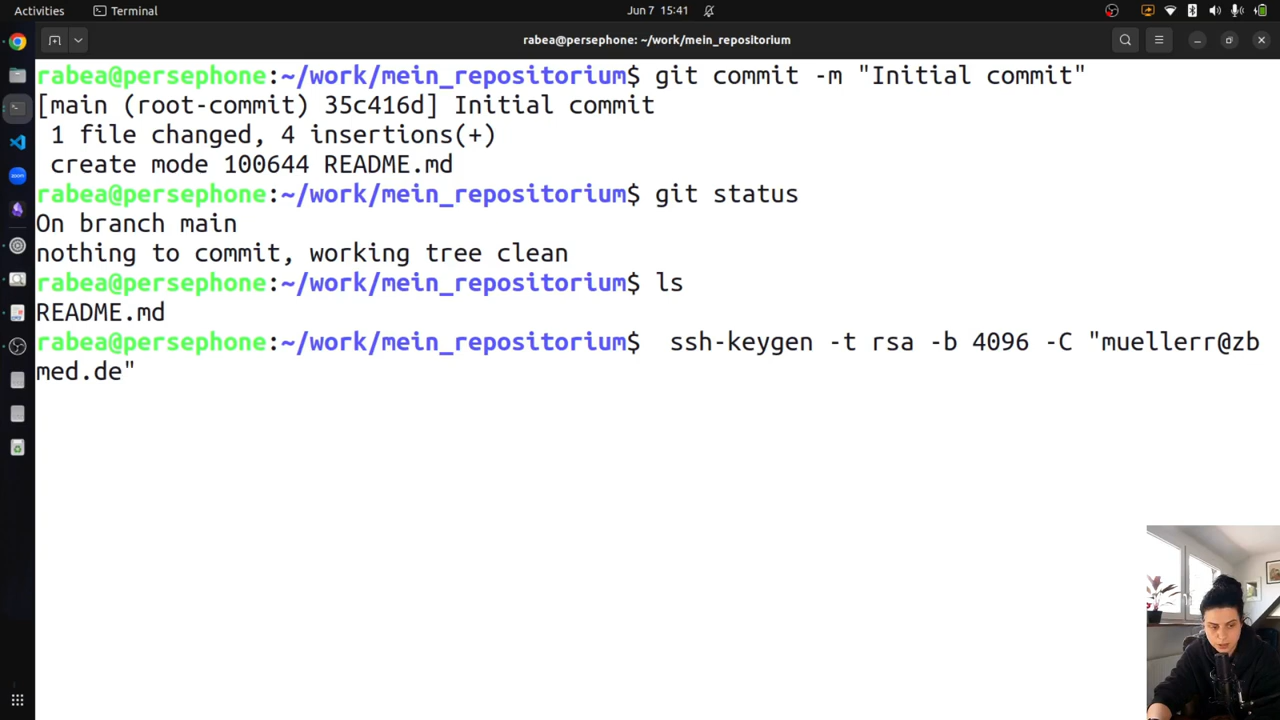 Activities Terminal Jun 7 15:41
rabea@persephone: ~/work/mein_repositorium
rabea@persephone:~/work/mein_repositorium$ git commit -m "Initial commit"
[main (root-commit) 35c416d] Initial commit
1 file changed, 4 insertions(+)
create mode 100644 README.md
rabea@persephone:~/work/mein_repositorium$ git status
On branch main
nothing to commit, working tree clean
rabea@persephone:~/work/mein_repositorium$ ls
README.md
rabea@persephone:~/work/mein_repositorium$  ssh-keygen -t rsa -b 4096 -C "muellerr@zb
med.de"